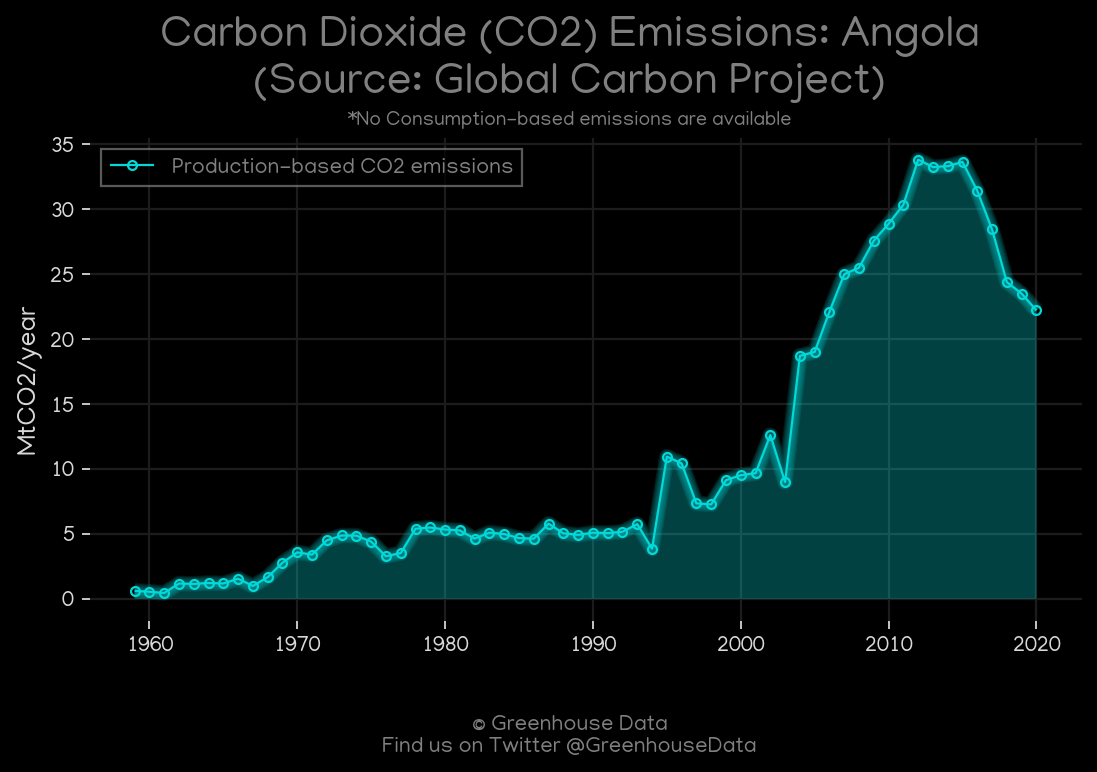 Carbon Dioxide (CO2) Emissions: Angola
(Source: Global Carbon Project)
*No Consumption-based emissions are available
Production-based CO2 emissions
MtCO2/year
35
30
25
20
15
10
5
0
1960 1970 1980 1990 2000 2010 2020
© Greenhouse Data
Find us on Twitter @GreenhouseData